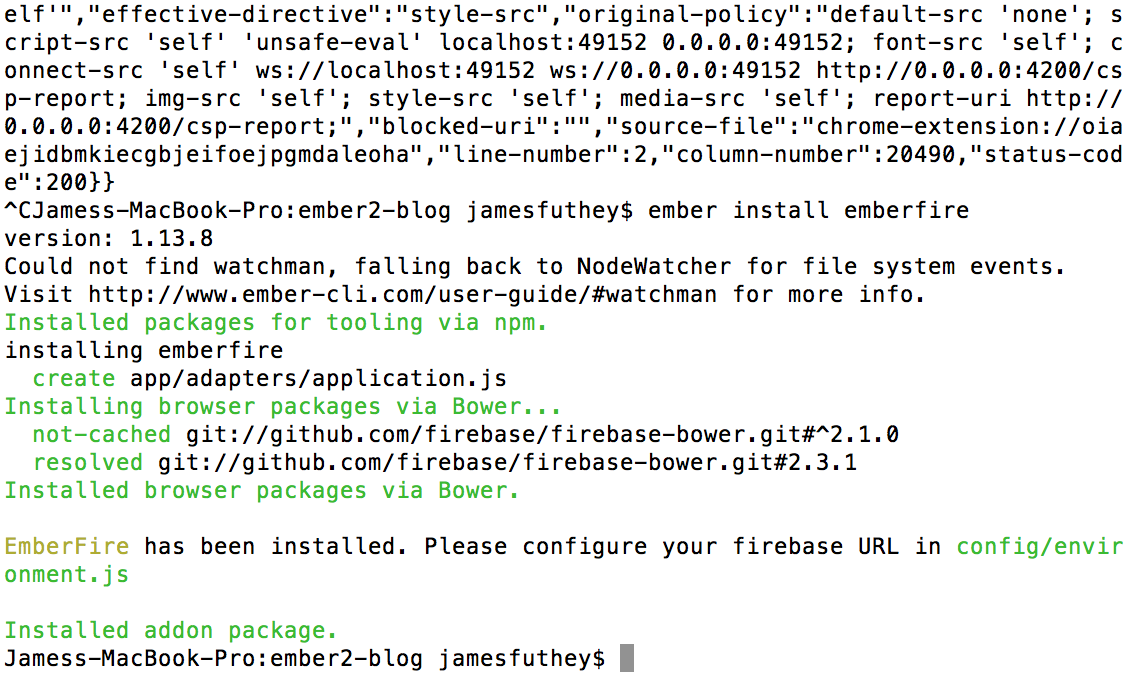 elf'","effective-directive":"style-src","original-policy":"default-src 'none'; s
cript-src 'self' 'unsafe-eval' localhost:49152 0.0.0.0:49152; font-src 'self'; c
onnect-src 'self' ws://localhost:49152 ws://0.0.0.0:49152 http://0.0.0.0:4200/cs
p-report; img-src 'self'; style-src 'self'; media-src 'self'; report-uri http://
0.0.0.0:4200/csp-report;","blocked-uri":"","source-file":"chrome-extension://oia
ejidbmkiecgbjeifoejpgmdaleoha","line-number":2,"column-number":20490,"status-cod
e":200}}
^CJamess-MacBook-Pro:ember2-blog jamesfuthey$ ember install emberfire
version: 1.13.8
Could not find watchman, falling back to NodeWatcher for file system events.
Visit http://www.ember-cli.com/user-guide/#watchman for more info.
Installed packages for tooling via npm.
installing emberfire
  create app/adapters/application.js
Installing browser packages via Bower...
  not-cached git://github.com/firebase/firebase-bower.git#^2.1.0
  resolved git://github.com/firebase/firebase-bower.git#2.3.1
Installed browser packages via Bower.

EmberFire has been installed. Please configure your firebase URL in config/envir
onment.js

Installed addon package.
Jamess-MacBook-Pro:ember2-blog jamesfuthey$